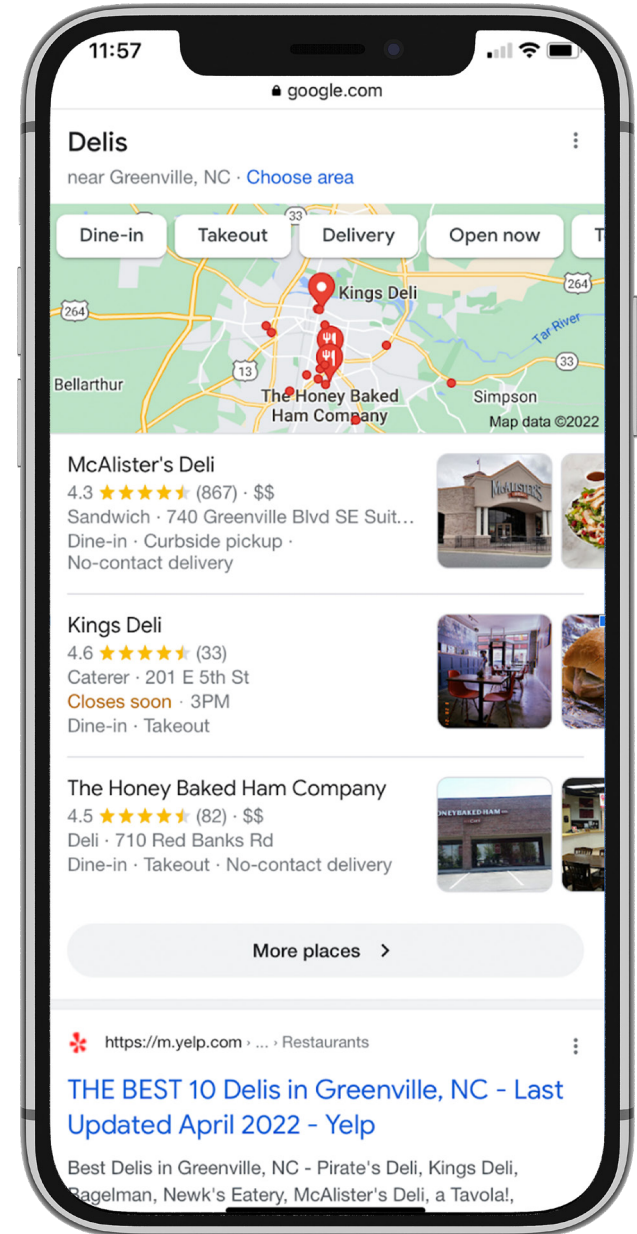 11:57
google.com
Delis
near Greenville, NC · Choose area
33
Dine-in
Takeout
Delivery
Open now
T
264
Kings Deli
264
Tar River
13
33
Bellarthur
The Honey Baked
Ham Company
Simpson
Map data ©2022
McAlister's Deli
4.3 (867) · $$
Sandwich · 740 Greenville Blvd SE Suit...
Dine-in · Curbside pickup ·
No-contact delivery
McALISTER'S
Kings Deli
4.6 (33)
Caterer · 201 E 5th St
Closes soon · 3PM
Dine-in · Takeout
The Honey Baked Ham Company
4.5 (82) · $$
Deli · 710 Red Banks Rd
Dine-in · Takeout · No-contact delivery
ONEYBAKED HAM
More places >
https://m.yelp.com › ... › Restaurants
THE BEST 10 Delis in Greenville, NC - Last
Updated April 2022 - Yelp
Best Delis in Greenville, NC - Pirate's Deli, Kings Deli,
Bagelman, Newk's Eatery, McAlister's Deli, a Tavola!,